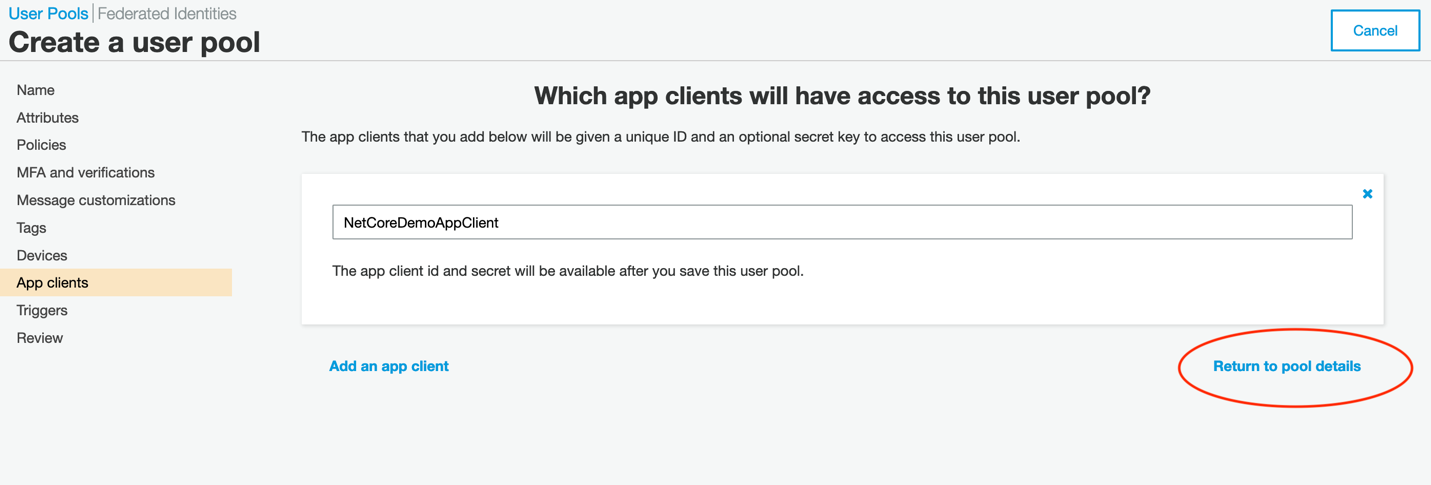 User Pools | Federated Identities
Create a user pool
Cancel
Name
Attributes
Policies
MFA and verifications
Message customizations
Tags
Devices
App clients
Triggers
Review
Which app clients will have access to this user pool?
The app clients that you add below will be given a unique ID and an optional secret key to access this user pool.
NetCoreDemoAppClient
The app client id and secret will be available after you save this user pool.
Add an app client
Return to pool details